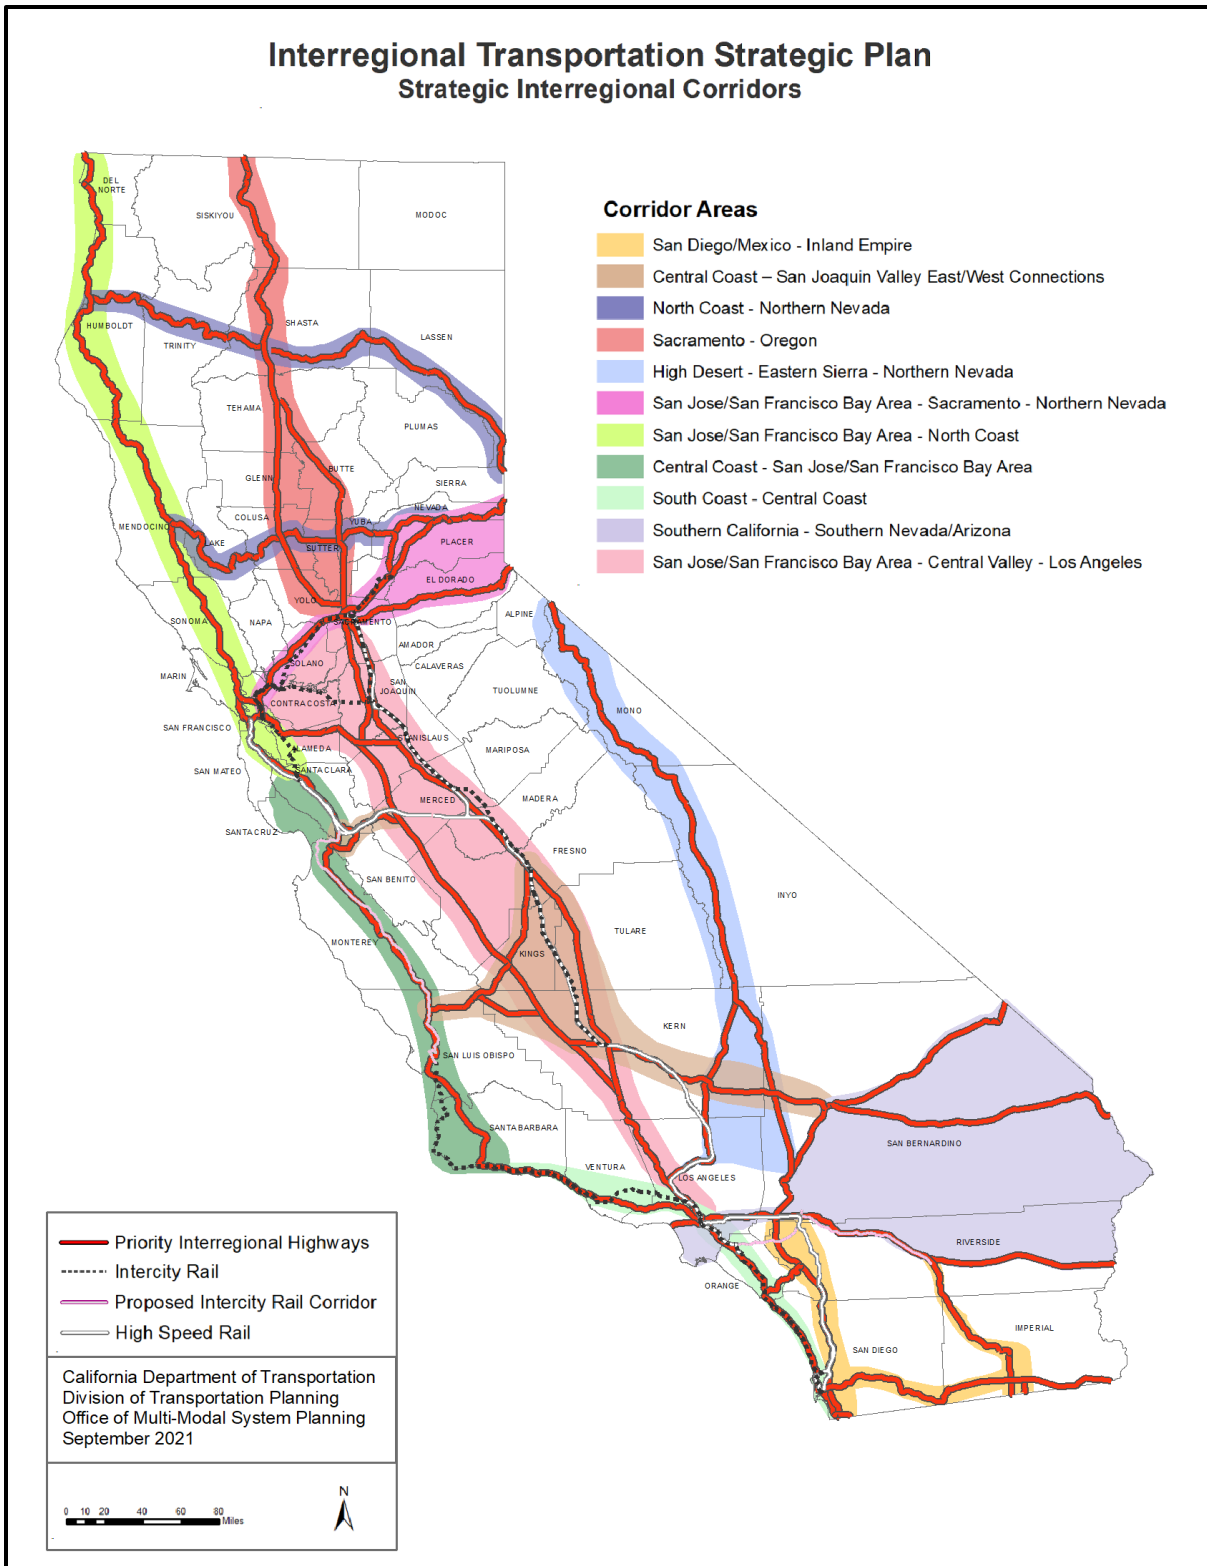 Interregional Transportation Strategic Plan
Strategic Interregional Corridors
DEL
NORTE
SISKIYOU
MODOC
Corridor Areas
San Diego/Mexico - Inland Empire
Central Coast – San Joaquin Valley East/West Connections
North Coast - Northern Nevada
Sacramento - Oregon
High Desert - Eastern Sierra - Northern Nevada
San Jose/San Francisco Bay Area - Sacramento - Northern Nevada
San Jose/San Francisco Bay Area - North Coast
Central Coast - San Jose/San Francisco Bay Area
South Coast - Central Coast
Southern California - Southern Nevada/Arizona
San Jose/San Francisco Bay Area - Central Valley - Los Angeles
HUMBOLDT
TRINITY
SHASTA
LASSEN
TEHAMA
PLUMAS
GLENN
BUTTE
SIERRA
COLUSA
YUBA
NEVADA
MENDOCINO
LAKE
SUTTER
PLACER
EL DORADO
YOLO
SONOMA
NAPA
SACRAMENTO
ALPINE
AMADOR
CALAVERAS
MARIN
SOLANO
SAN
JOAQUIN
TUOLUMNE
CONTRA COSTA
MONO
SAN FRANCISCO
STANISLAUS
ALAMEDA
MARIPOSA
SAN MATEO
SANTA CLARA
MERCED
MADERA
SANTA CRUZ
FRESNO
SAN BENITO
INYO
TULARE
MONTEREY
KINGS
KERN
SAN LUIS OBISPO
SANTA BARBARA
SAN BERNARDINO
VENTURA
LOS ANGELES
RIVERSIDE
ORANGE
IMPERIAL
SAN DIEGO
Priority Interregional Highways
Intercity Rail
Proposed Intercity Rail Corridor
High Speed Rail
California Department of Transportation
Division of Transportation Planning
Office of Multi-Modal System Planning
September 2021
N
0 10 20 40 60 80
Miles